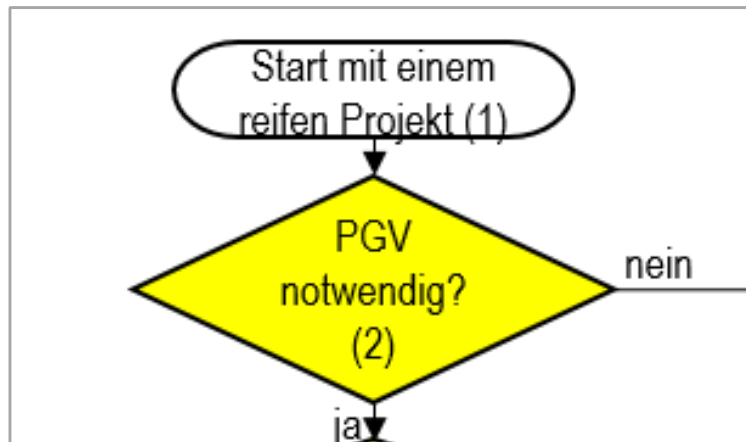 Start mit einem
reifen Projekt (1)
PGV
notwendig?
(2)
nein
ja